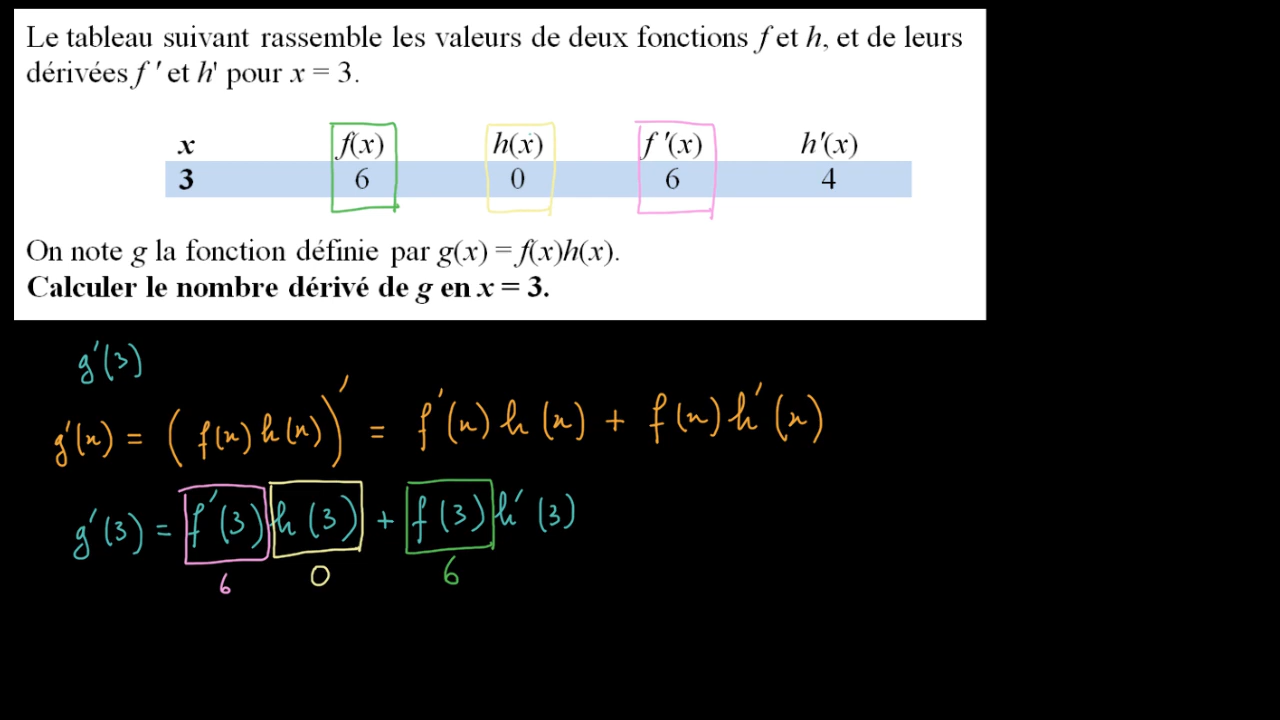 Le tableau suivant rassemble les valeurs de deux fonctions f et h, et de leurs
dérivées f ' et h' pour x = 3.
x f(x) h(x) f '(x) h'(x)
3 6 0 6 4
On note g la fonction définie par g(x) = f(x)h(x).
Calculer le nombre dérivé de g en x = 3.
g'(3)
g'(x) = (f(x) h(x))' = f'(x) h(x) + f(x) h'(x)
g'(3) = f'(3) h(3) + f(3) h'(3)
6 0 6